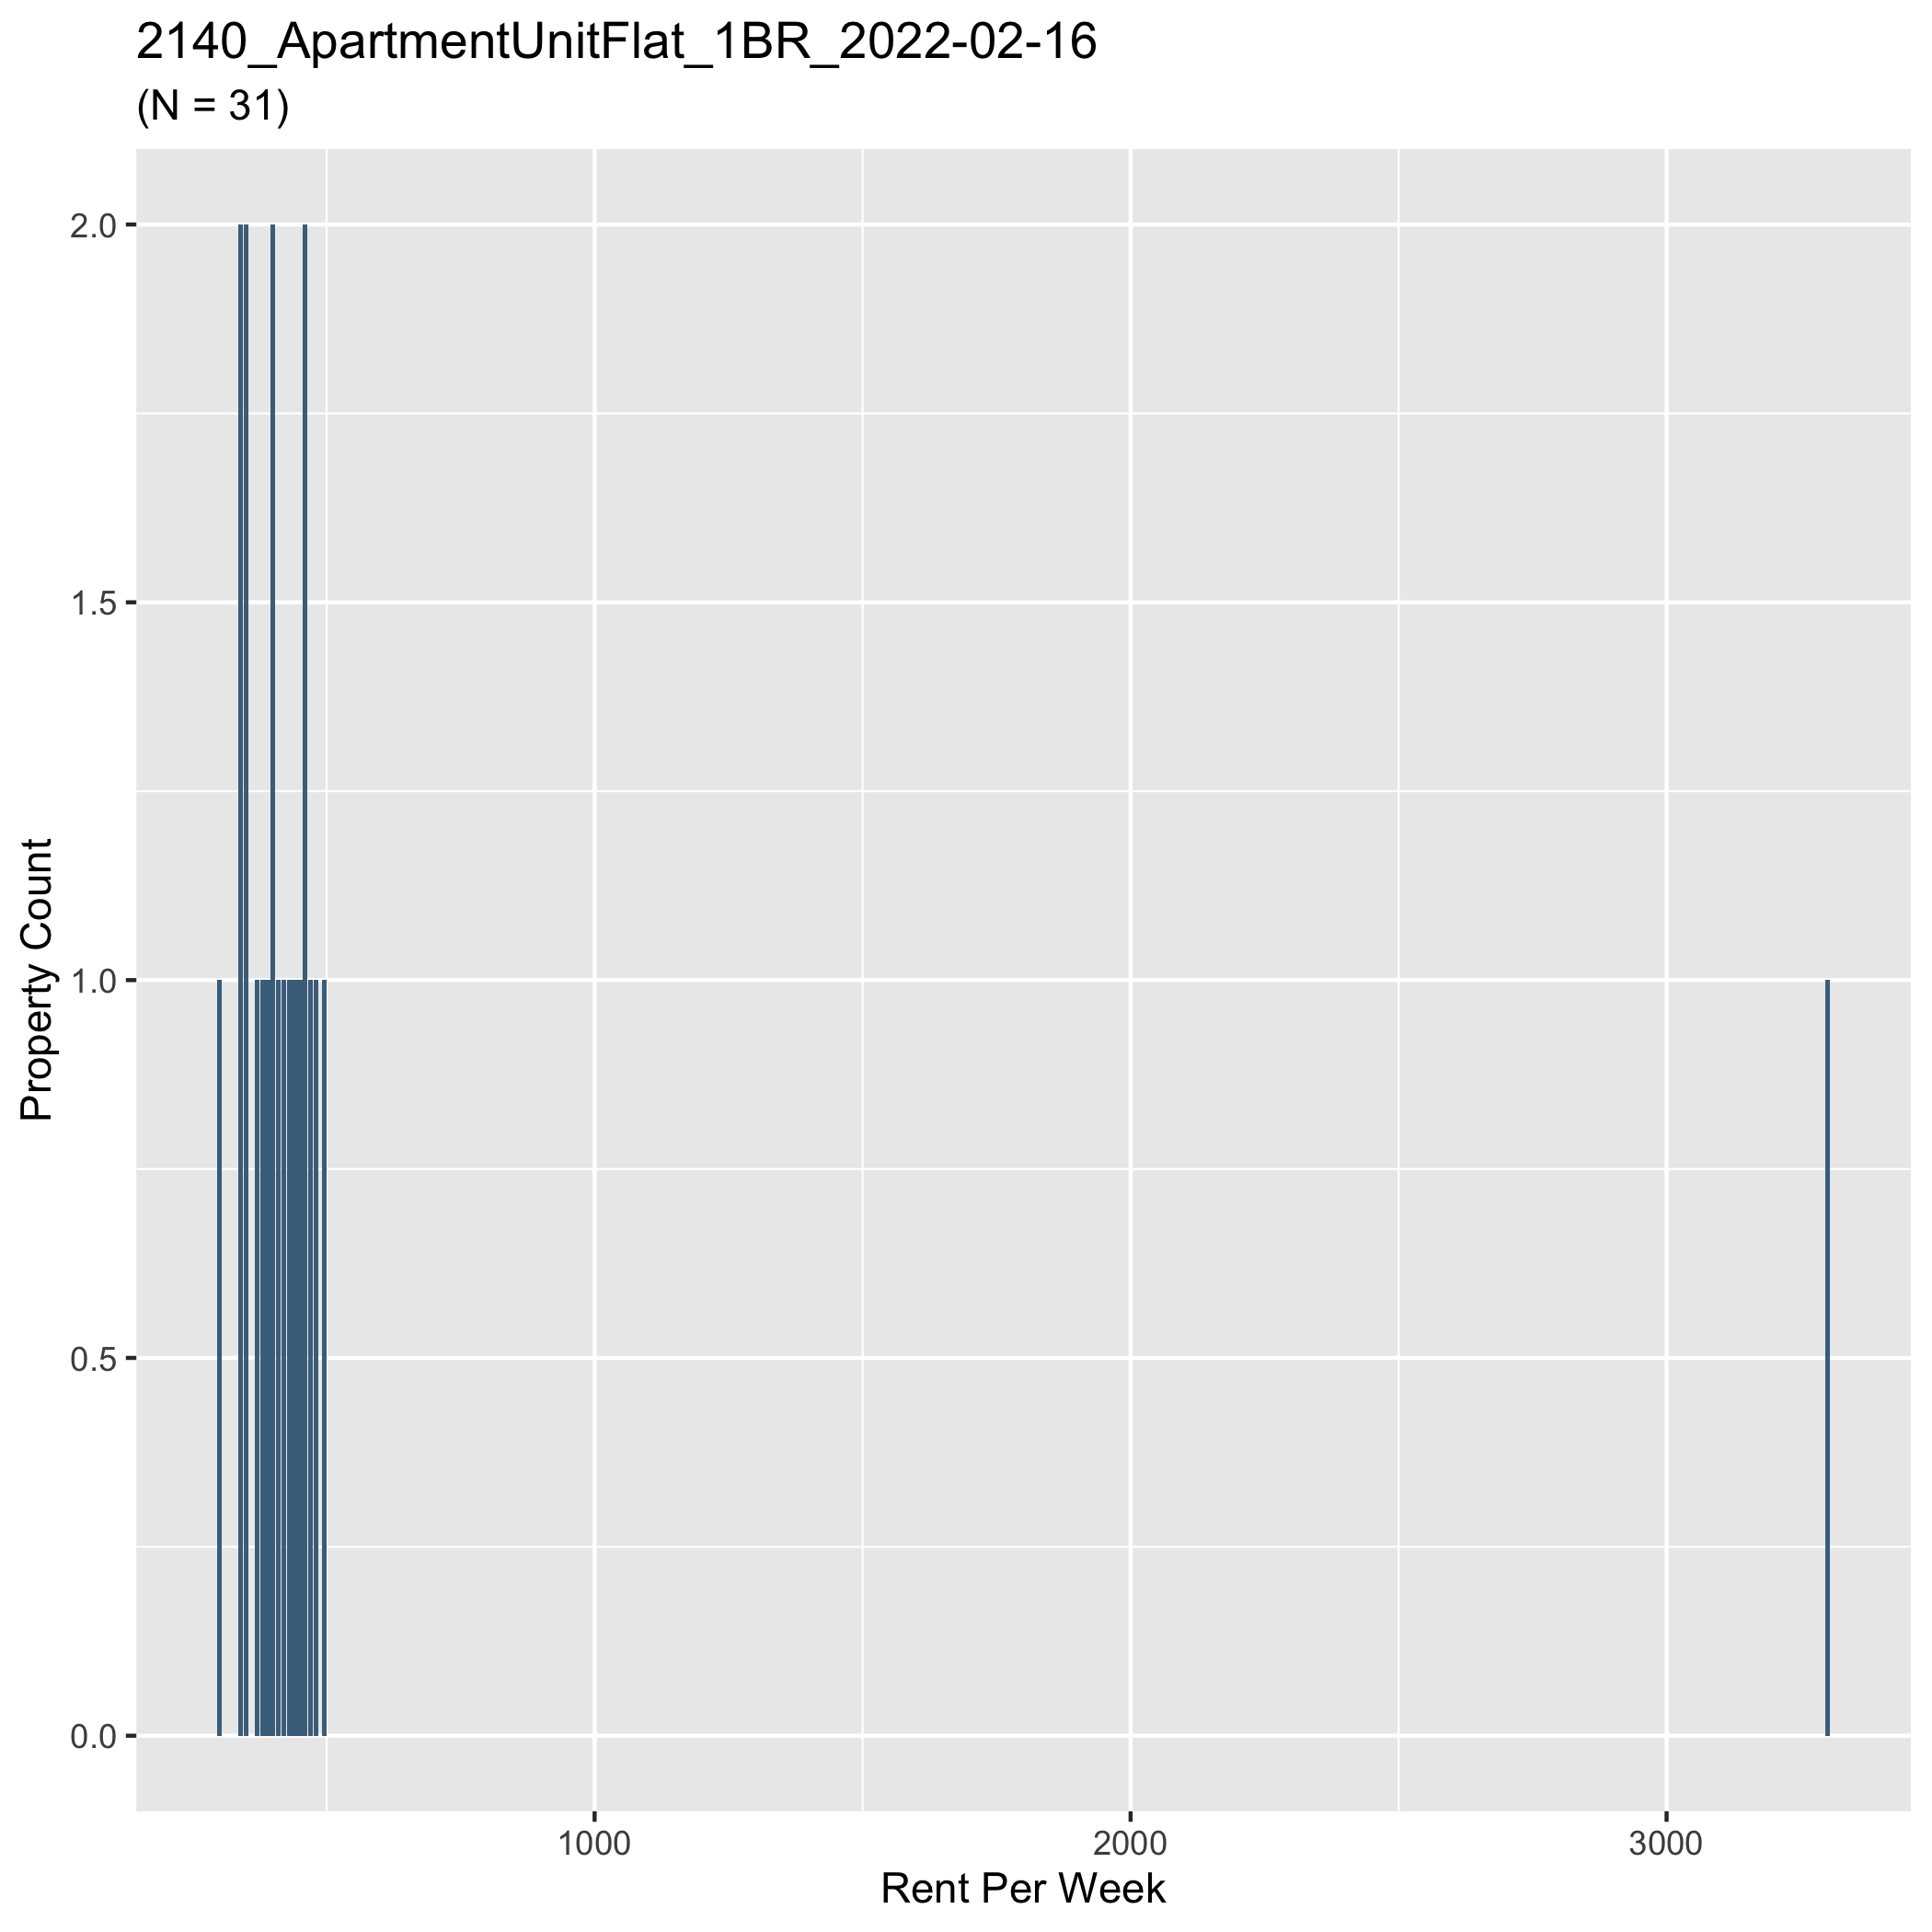 2140_ApartmentUnitFlat_1BR_2022-02-16
(N = 31)
2.0
1.5
1.0
0.5
0.0
Property Count
1000 2000 3000
Rent Per Week